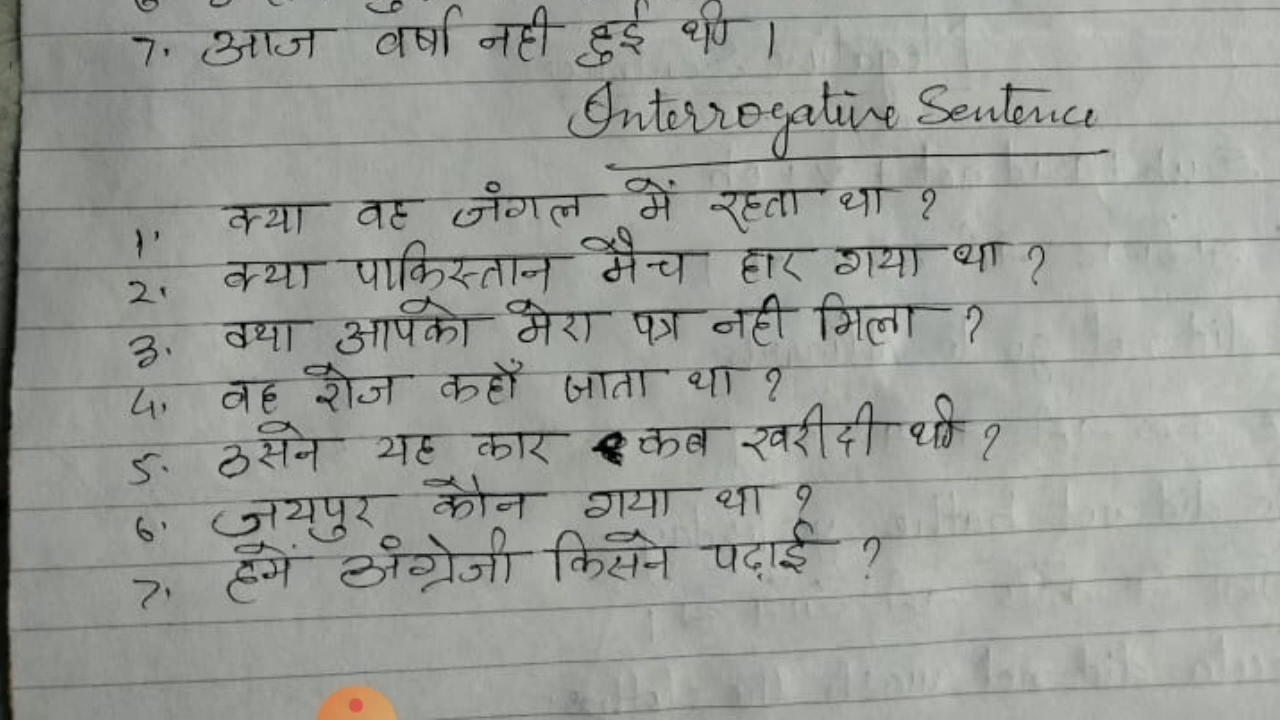 7. आज वर्षा नही हुई थी ।
Interrogative Sentence
1. क्या वह जंगल में रहता था ?
2. क्या पाकिस्तान मैच हार गया था ?
3. क्या आपको मेरा पत्र नही मिला ?
4. वह रोज कहाँ जाता था ?
5. उसने यह कार कब खरीदी थी ?
6. जयपुर कौन गया था ?
7. हमें अंग्रेजी किसने पढ़ाई ?